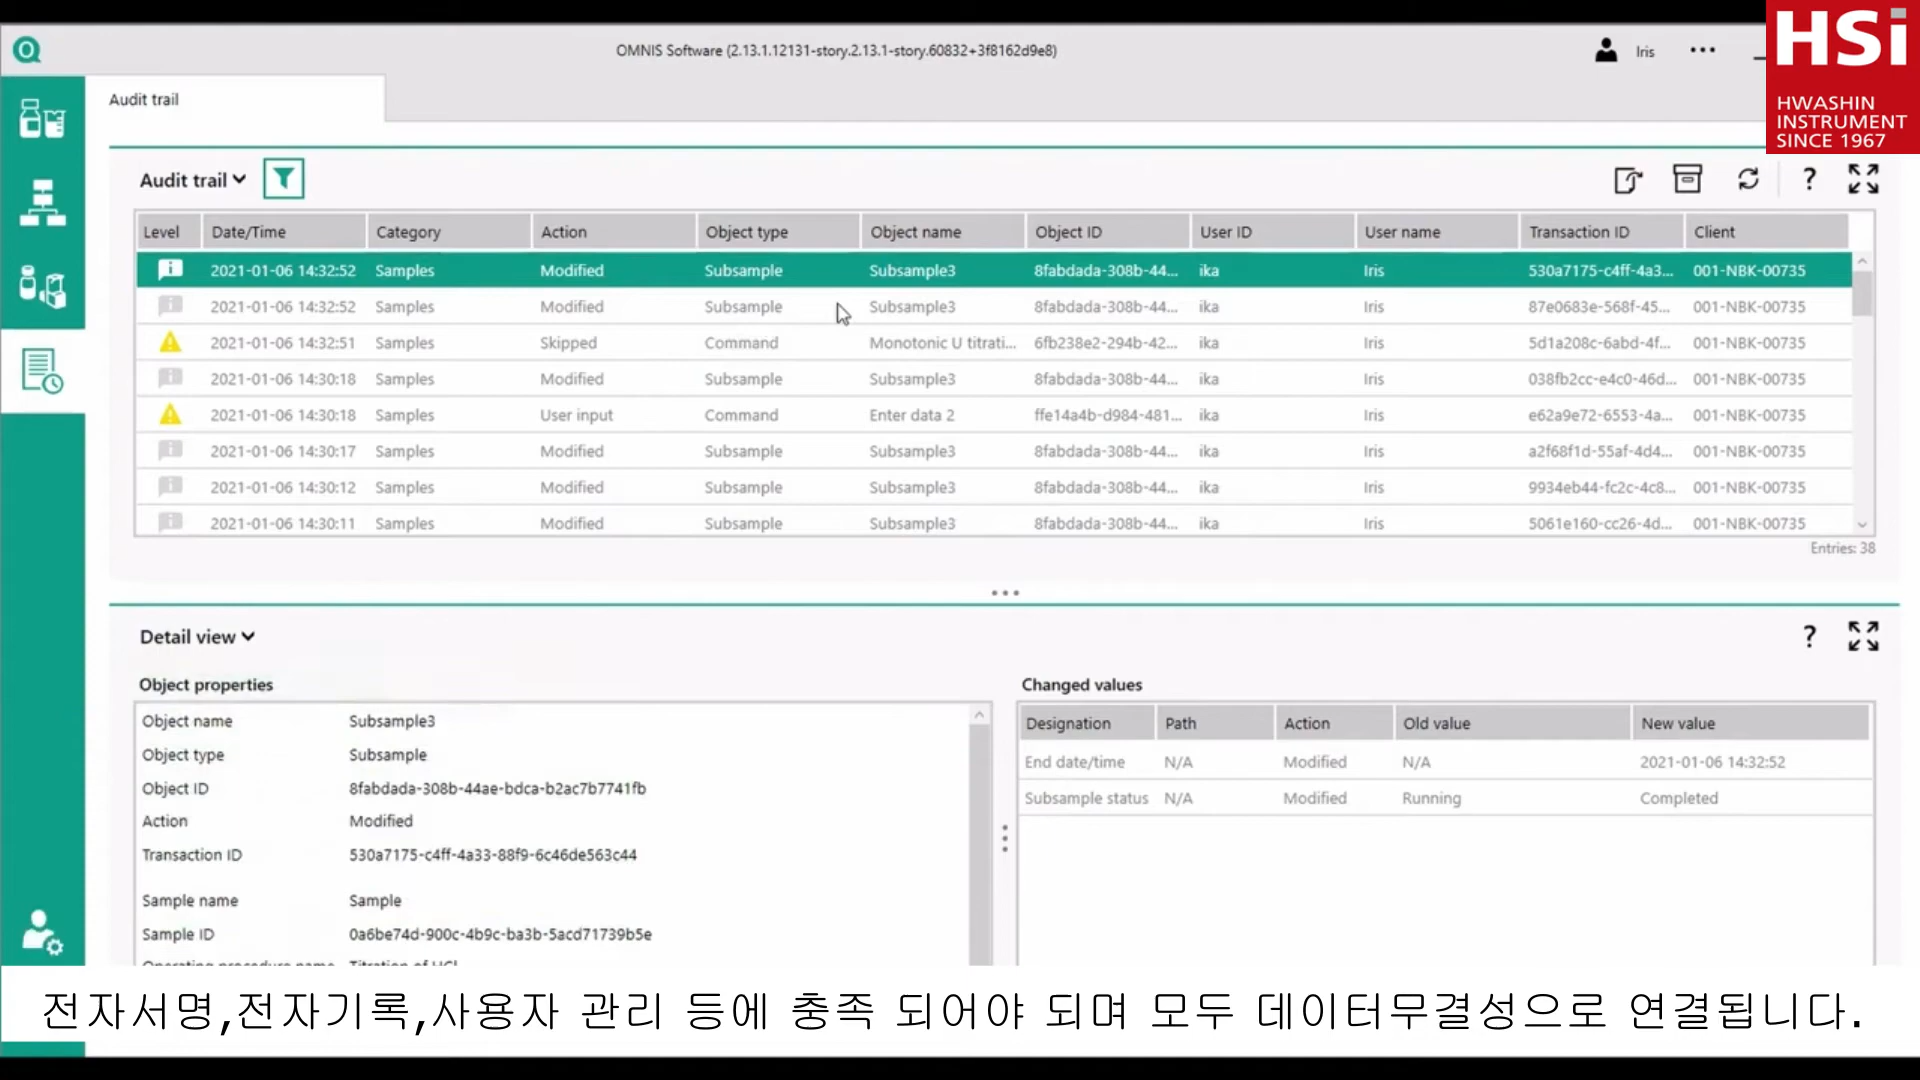 OMNIS Software (2.13.1.12131-story.2.13.1-story.60832+3f8162d9e8)
Iris
HSi
HWASHIN
INSTRUMENT
SINCE 1967
Audit trail
Audit trail
Level Date/Time Category Action Object type Object name Object ID User ID User name Transaction ID Client
2021-01-06 14:32:52 Samples Modified Subsample Subsample3 8fabdada-308b-44... ika Iris 530a7175-c4ff-4a3... 001-NBK-00735
2021-01-06 14:32:52 Samples Modified Subsample Subsample3 8fabdada-308b-44... ika Iris 87e0683e-568f-45... 001-NBK-00735
2021-01-06 14:32:51 Samples Skipped Command Monotonic U titrati... 6fb238e2-294b-42... ika Iris 5d1a208c-6abd-4f... 001-NBK-00735
2021-01-06 14:30:18 Samples Modified Subsample Subsample3 8fabdada-308b-44... ika Iris 038fb2cc-e4c0-46d... 001-NBK-00735
2021-01-06 14:30:18 Samples User input Command Enter data 2 ffe14a4b-d984-481... ika Iris e62a9e72-6553-4a... 001-NBK-00735
2021-01-06 14:30:17 Samples Modified Subsample Subsample3 8fabdada-308b-44... ika Iris a2f68f1d-55af-4d4... 001-NBK-00735
2021-01-06 14:30:12 Samples Modified Subsample Subsample3 8fabdada-308b-44... ika Iris 9934eb44-fc2c-4c8... 001-NBK-00735
2021-01-06 14:30:11 Samples Modified Subsample Subsample3 8fabdada-308b-44... ika Iris 5061e160-cc26-4d... 001-NBK-00735
Entries: 38
Detail view
Object properties
Object name Subsample3
Object type Subsample
Object ID 8fabdada-308b-44ae-bdca-b2ac7b7741fb
Action Modified
Transaction ID 530a7175-c4ff-4a33-88f9-6c46de563c44
Sample name Sample
Sample ID 0a6be74d-900c-4b9c-ba3b-5acd71739b5e
Operating procedure name Titration of HCl
Changed values
Designation Path Action Old value New value
End date/time N/A Modified N/A 2021-01-06 14:32:52
Subsample status N/A Modified Running Completed
전자서명,전자기록,사용자 관리 등에 충족 되어야 되며 모두 데이터무결성으로 연결됩니다.